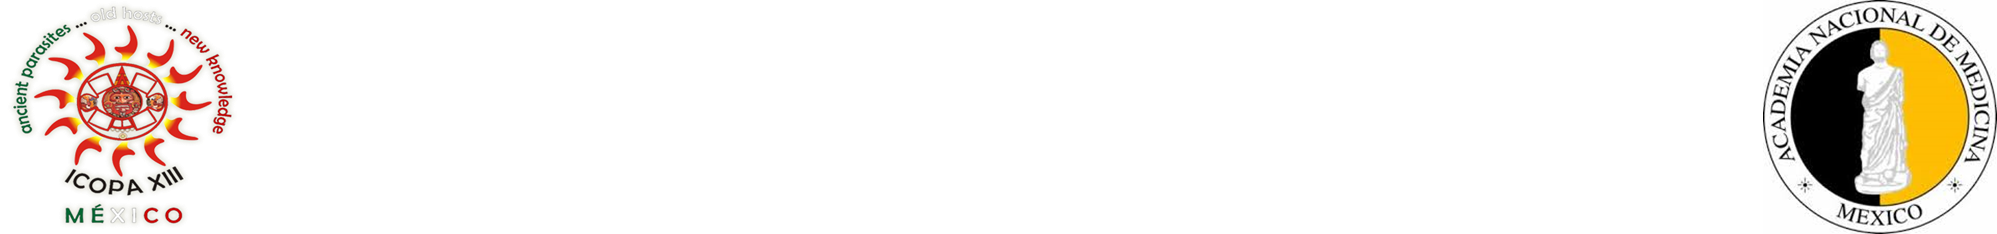 ancient parasites ... old hosts ... new knowledge
ICOPA XIII
MÉXICO
ACADEMIA NACIONAL DE MEDICINA
MEXICO